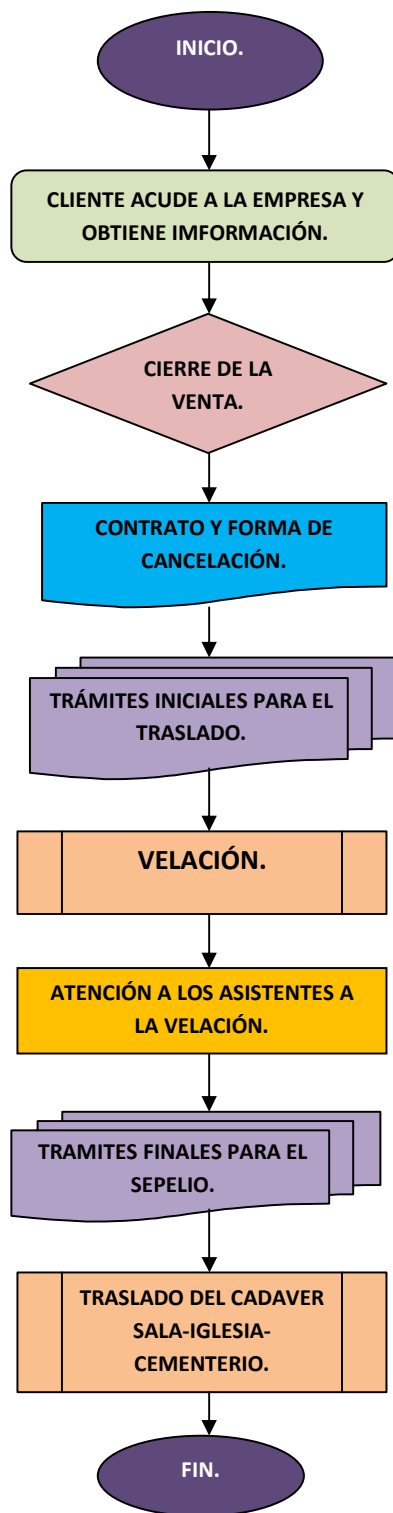 INICIO.
CLIENTE ACUDE A LA EMPRESA Y
OBTIENE IMFORMACIÓN.
CIERRE DE LA
VENTA.
CONTRATO Y FORMA DE
CANCELACIÓN.
TRÁMITES INICIALES PARA EL
TRASLADO.
VELACIÓN.
ATENCIÓN A LOS ASISTENTES A
LA VELACIÓN.
TRAMITES FINALES PARA EL
SEPELIO.
TRASLADO DEL CADAVER
SALA-IGLESIA-
CEMENTERIO.
FIN.